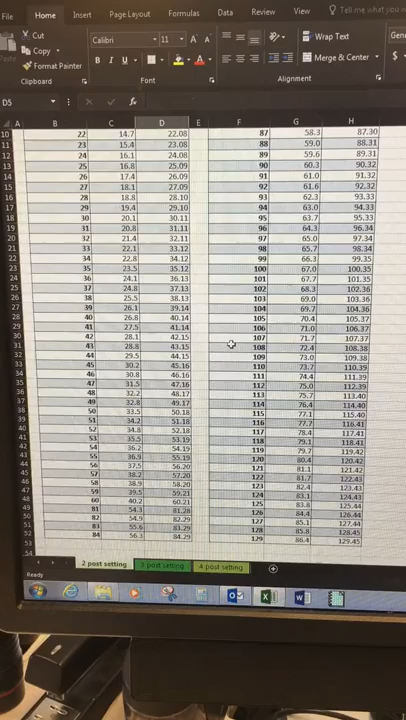 File Home Insert Page Layout Formulas Data Review View Tell me what you w
Cut
Copy
Format Painter
Clipboard
Calibri 11 A A
B I U
Font
Wrap Text
Merge & Center
Alignment
Gene
$
D5 fx
A B C D E F G H
10 22 14.7 22.08 87 58.3 87.30
11 23 15.4 23.08 88 59.0 88.31
12 24 16.1 24.08 89 59.6 89.31
13 25 16.8 25.09 90 60.3 90.32
14 26 17.4 26.09 91 61.0 91.32
15 27 18.1 27.09 92 61.6 92.32
16 28 18.8 28.10 93 62.3 93.33
17 29 19.4 29.10 94 63.0 94.33
18 30 20.1 30.11 95 63.7 95.33
19 31 20.8 31.11 96 64.3 96.34
20 32 21.4 32.11 97 65.0 97.34
21 33 22.1 33.12 98 65.7 98.34
22 34 22.8 34.12 99 66.3 99.35
23 35 23.5 35.12 100 67.0 100.35
24 36 24.1 36.13 101 67.7 101.35
25 37 24.8 37.13 102 68.3 102.36
26 38 25.5 38.13 103 69.0 103.36
27 39 26.1 39.14 104 69.7 104.36
28 40 26.8 40.14 105 70.4 105.37
29 41 27.5 41.14 106 71.0 106.37
30 42 28.1 42.15 107 71.7 107.37
31 43 28.8 43.15 108 72.4 108.38
32 44 29.5 44.15 109 73.0 109.38
33 45 30.2 45.16 110 73.7 110.39
34 46 30.8 46.16 111 74.4 111.39
35 47 31.5 47.16 112 75.0 112.39
36 48 32.2 48.17 113 75.7 113.40
37 49 32.8 49.17 114 76.4 114.40
38 50 33.5 50.18 115 77.1 115.40
39 51 34.2 51.18 116 77.7 116.41
40 52 34.8 52.18 117 78.4 117.41
41 53 35.5 53.19 118 79.1 118.41
42 54 36.2 54.19 119 79.7 119.42
43 55 36.9 55.19 120 80.4 120.42
44 56 37.5 56.20 121 81.1 121.42
45 57 38.2 57.20 122 81.7 122.43
46 58 38.9 58.20 123 82.4 123.43
47 59 39.5 59.21 124 83.1 124.43
48 60 40.2 60.21 125 83.8 125.44
49 81 54.3 81.28 126 84.4 126.44
50 82 54.9 82.29 127 85.1 127.44
51 83 55.6 83.29 128 85.8 128.45
52 84 56.3 84.29 129 86.4 129.45
53
54
2 post setting 3 post setting 4 post setting
Ready